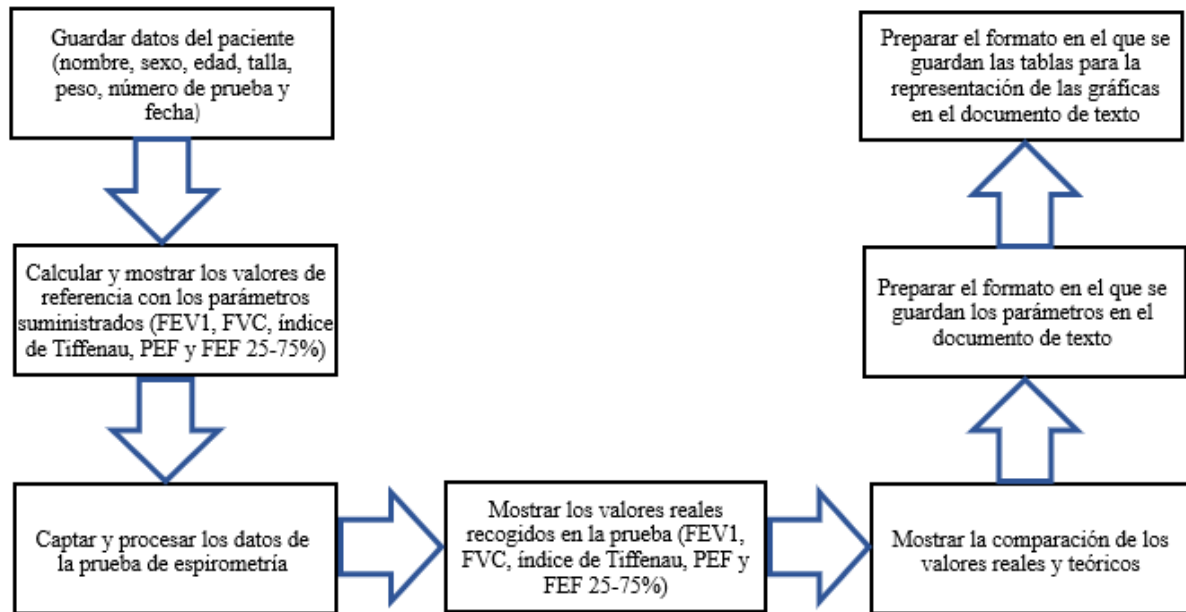 Guardar datos del paciente
(nombre, sexo, edad, talla,
peso, número de prueba y
fecha)
Calcular y mostrar los valores de
referencia con los parámetros
suministrados (FEV1, FVC, índice
de Tiffenau, PEF y FEF 25-75%)
Captar y procesar los datos de
la prueba de espirometría
Mostrar los valores reales
recogidos en la prueba (FEV1,
FVC, índice de Tiffenau, PEF y
FEF 25-75%)
Mostrar la comparación de los
valores reales y teóricos
Preparar el formato en el que se
guardan los parámetros en el
documento de texto
Preparar el formato en el que se
guardan las tablas para la
representación de las gráficas
en el documento de texto